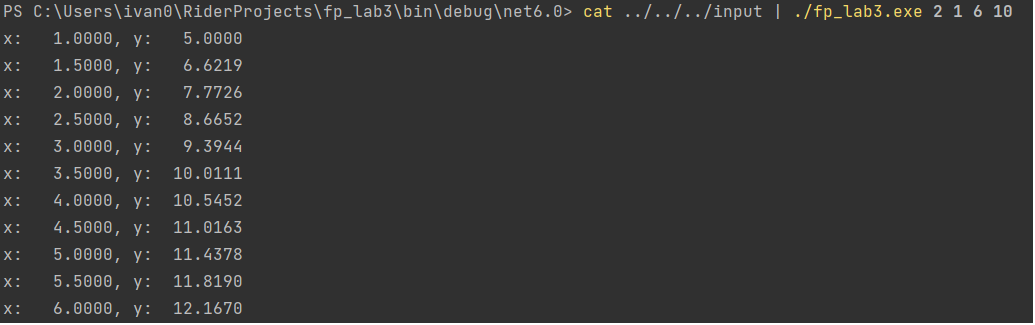 PS C:\Users\ivan0\RiderProjects\fp_lab3\bin\debug\net6.0> cat ../../../input | ./fp_lab3.exe 2 1 6 10
x:   1.0000, y:   5.0000
x:   1.5000, y:   6.6219
x:   2.0000, y:   7.7726
x:   2.5000, y:   8.6652
x:   3.0000, y:   9.3944
x:   3.5000, y:  10.0111
x:   4.0000, y:  10.5452
x:   4.5000, y:  11.0163
x:   5.0000, y:  11.4378
x:   5.5000, y:  11.8190
x:   6.0000, y:  12.1670